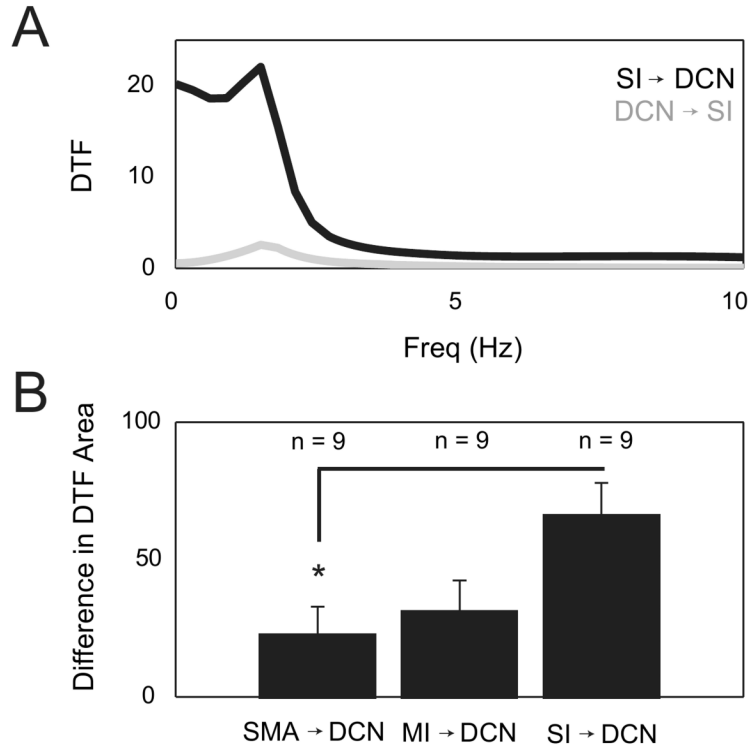 A
DTF
20
10
0
SI → DCN
DCN → SI
0 5 10
Freq (Hz)
B
Difference in DTF Area
100
50
0
n = 9 n = 9 n = 9
*
SMA → DCN MI → DCN SI → DCN